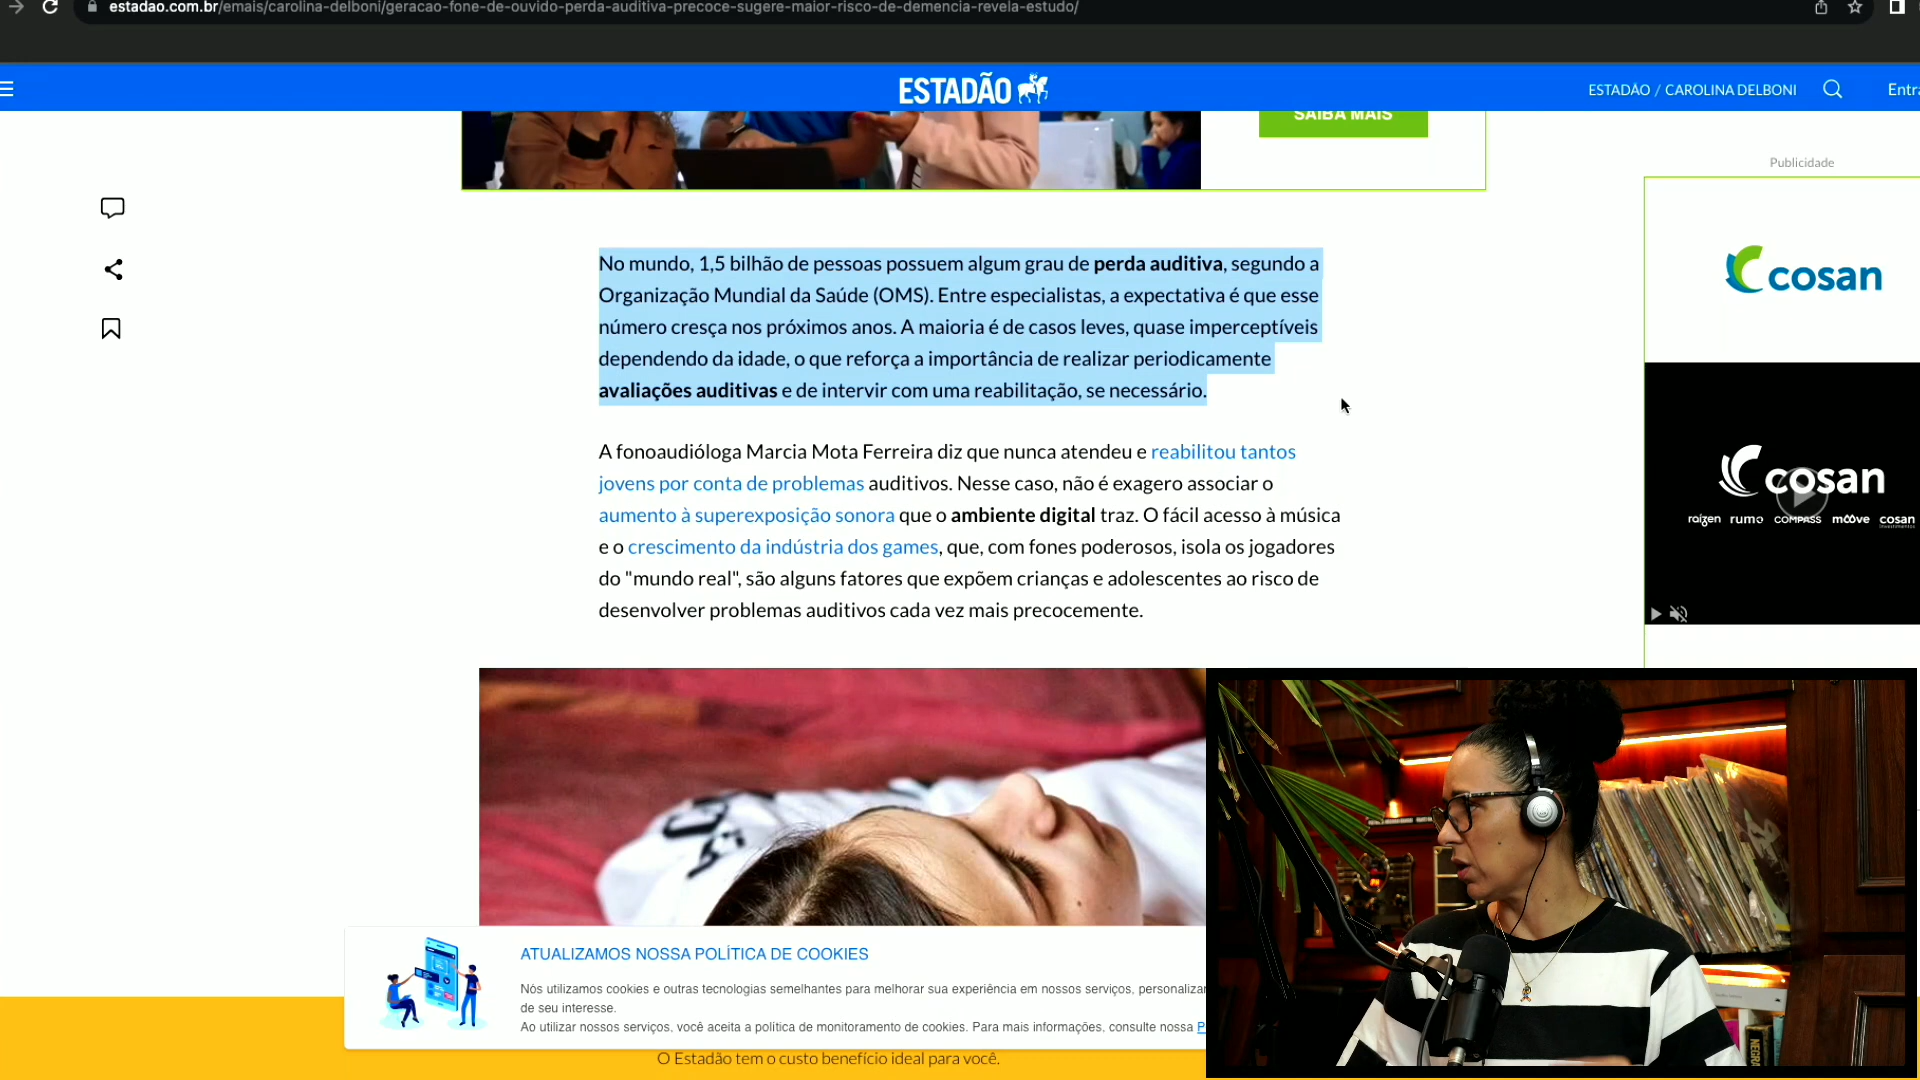 estadao.com.br/emais/carolina-delboni/geracao-fone-de-ouvido-perda-auditiva-precoce-sugere-maior-risco-de-demencia-revela-estudo/
ESTADÃO
ESTADÃO / CAROLINA DELBONI
Entra
SAIBA MAIS
Publicidade
No mundo, 1,5 bilhão de pessoas possuem algum grau de perda auditiva, segundo a
Organização Mundial da Saúde (OMS). Entre especialistas, a expectativa é que esse
número cresça nos próximos anos. A maioria é de casos leves, quase imperceptíveis
dependendo da idade, o que reforça a importância de realizar periodicamente
avaliações auditivas e de intervir com uma reabilitação, se necessário.
cosan
A fonoaudióloga Marcia Mota Ferreira diz que nunca atendeu e reabilitou tantos
jovens por conta de problemas auditivos. Nesse caso, não é exagero associar o
aumento à superexposição sonora que o ambiente digital traz. O fácil acesso à música
e o crescimento da indústria dos games, que, com fones poderosos, isola os jogadores
do "mundo real", são alguns fatores que expõem crianças e adolescentes ao risco de
desenvolver problemas auditivos cada vez mais precocemente.
cosan
raízen rumo COMPASS moove cosan
investimentos
ATUALIZAMOS NOSSA POLÍTICA DE COOKIES
Nós utilizamos cookies e outras tecnologias semelhantes para melhorar sua experiência em nossos serviços, personalizar
de seu interesse.
Ao utilizar nossos serviços, você aceita a política de monitoramento de cookies. Para mais informações, consulte nossa P
O Estadão tem o custo benefício ideal para você.